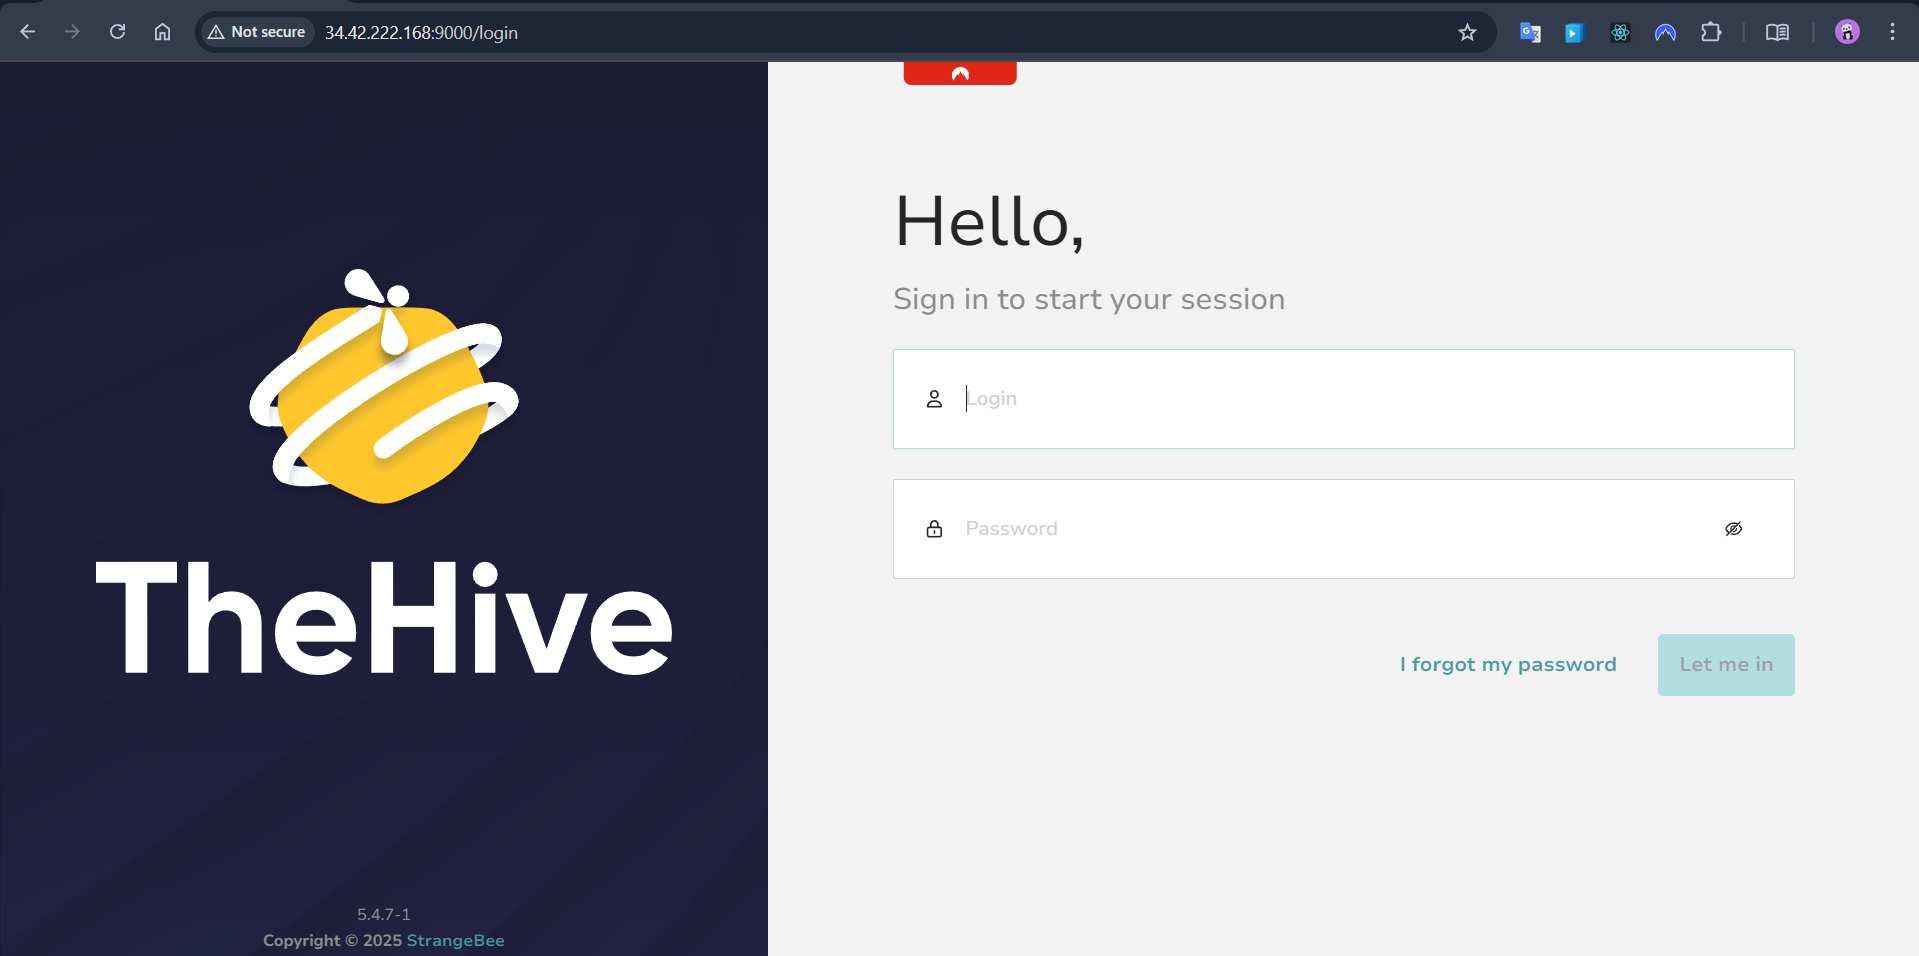 Not secure
34.42.222.168:9000/login
Hello,
Sign in to start your session
Login
Password
I forgot my password
Let me in
TheHive
5.4.7-1
Copyright © 2025 StrangeBee